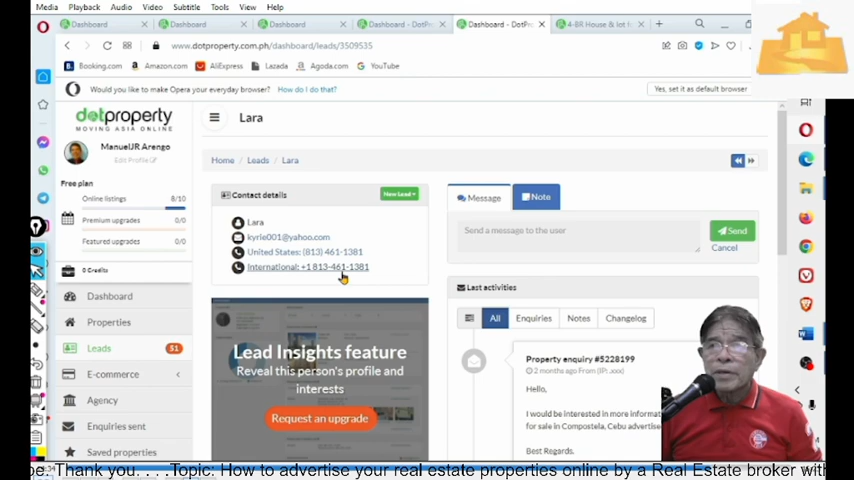 Media Playback Audio Video Subtitle Tools View Help
Dashboard Dashboard Dashboard Dashboard - DotPro Dashboard - DotPro 4-BR House & lot f
www.dotproperty.com.ph/dashboard/leads/3509535
Booking.com Amazon.com AliExpress Lazada Agoda.com YouTube
Would you like to make Opera your everyday browser? How do I do that? Yes, set it as default browser
dotproperty
MOVING ASIA ONLINE
Lara
ManuelJR Arengo
Edit Profile
Home Leads Lara
Free plan
Online listings 8/10
Premium upgrades 0/0
Featured upgrades 0/0
0 Credits
Dashboard
Properties
Leads 51
E-commerce
Agency
Enquiries sent
Saved properties
Contact details New Lead
Lara
kyrie001@yahoo.com
United States: (813) 461-1381
International: +1 813-461-1381
Lead Insights feature
Reveal this person's profile and
interests
Request an upgrade
Message Note
Send a message to the user
Send
Cancel
Last activities
All Enquiries Notes Changelog
Property enquiry #5228199
2 months ago From (IP: .xxx)
Hello,
I would be interested in more informat
for sale in Compostela, Cebu advertise
Best Regards.
be. Thank you. . . .Topic: How to advertise your real estate properties online by a Real Estate broker with